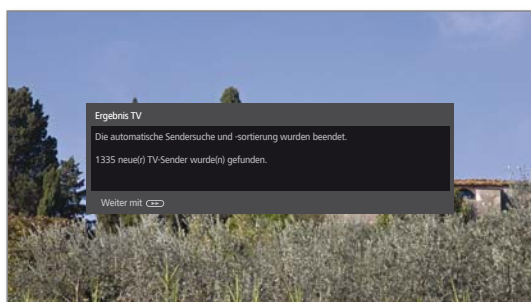 Ergebnis TV
Die automatische Sendersuche und -sortierung wurden beendet.
1335 neue(r) TV-Sender wurde(n) gefunden.
Weiter mit